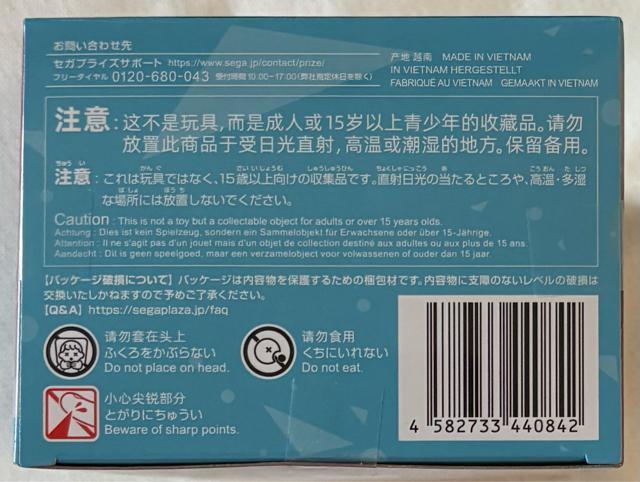 お問い合わせ先
セガプライズサポート https://www.sega.jp/contact/prize/
フリーダイヤル 0120-680-043 受付時間 10:00~17:00(弊社指定休日を除く)
产地 越南 MADE IN VIETNAM
IN VIETNAM HERGESTELLT
FABRIQUÉ AU VIETNAM GEMAAKT IN VIETNAM
注意:这不是玩具,而是成人或15岁以上青少年的收藏品。请勿
放置此商品于受日光直射,高温或潮湿的地方。保留备用。
注意:これは玩具ではなく、15歳以上向けの収集品です。直射日光の当たるところや、高温・多湿
な場所には放置しないでください。
Caution : This is not a toy but a collectable object for adults or over 15 years olds.
Achtung : Dies ist kein Spielzeug, sondern ein Sammelobjekt für Erwachsene oder über 15-Jährige.
Attention : Il ne s'agit pas d'un jouet mais d'un objet de collection destiné aux adultes ou aux plus de 15 ans.
Aandacht : Dit is geen speelgoed, maar een verzamelobject voor volwassenen of ouder dan 15 jaar.
【パッケージ破損について】パッケージは内容物を保護するための梱包材です。内容物に支障のないレベルの破損は
交換いたしかねますので予めご了承ください。
【Q&A】https://segaplaza.jp/faq
请勿套在头上
ふくろをかぶらない
Do not place on head.
请勿食用
くちにいれない
Do not eat.
小心尖锐部分
とがりにちゅうい
Beware of sharp points.
4 582733 440842